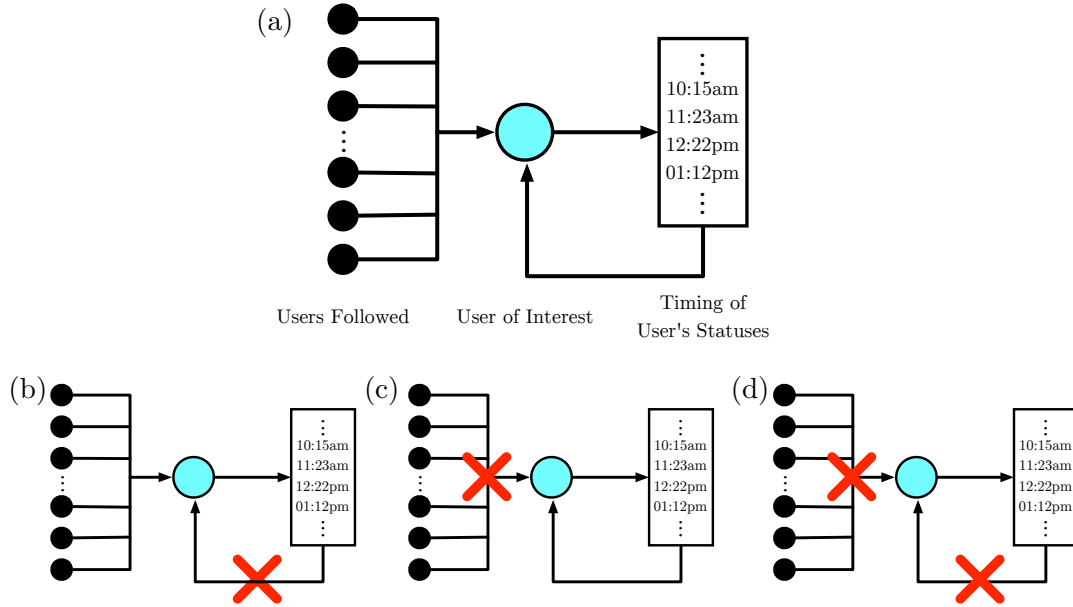 (a)
⋮
10:15am
11:23am
12:22pm
01:12pm
⋮
Users Followed
User of Interest
Timing of
User's Statuses
(b)
⋮
10:15am
11:23am
12:22pm
01:12pm
⋮
(c)
⋮
10:15am
11:23am
12:22pm
01:12pm
⋮
(d)
⋮
10:15am
11:23am
12:22pm
01:12pm
⋮